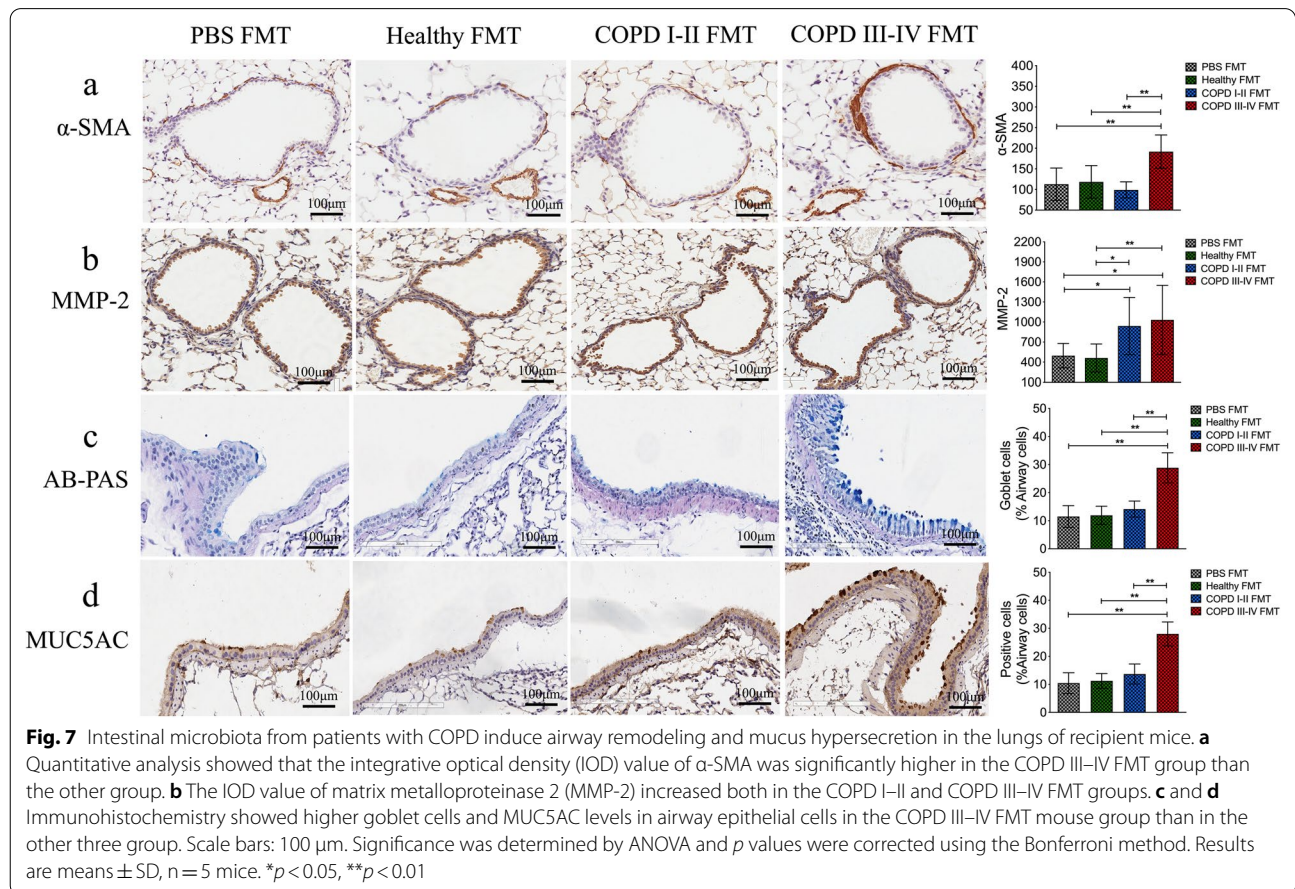 PBS FMT Healthy FMT COPD I-II FMT COPD III-IV FMT
a
α-SMA
100μm 100μm 100μm 100μm
α-SMA
400
350
300
250
200
150
100
50
**
**
**
PBS FMT
Healthy FMT
COPD I-II FMT
COPD III-IV FMT
b
MMP-2
100μm 100μm 100μm 100μm
MMP-2
2200
1900
1600
1300
1000
700
400
100
**
*
*
*
PBS FMT
Healthy FMT
COPD I-II FMT
COPD III-IV FMT
c
AB-PAS
100μm 100μm 100μm 100μm
Goblet cells
(% Airway cells)
50
40
30
20
10
0
**
**
**
PBS FMT
Healthy FMT
COPD I-II FMT
COPD III-IV FMT
d
MUC5AC
100μm 100μm 100μm 100μm
Positive cells
(%Airway cells)
50
40
30
20
10
0
**
**
**
PBS FMT
Healthy FMT
COPD I-II FMT
COPD III-IV FMT
Fig. 7 Intestinal microbiota from patients with COPD induce airway remodeling and mucus hypersecretion in the lungs of recipient mice. a
Quantitative analysis showed that the integrative optical density (IOD) value of α-SMA was significantly higher in the COPD III–IV FMT group than
the other group. b The IOD value of matrix metalloproteinase 2 (MMP-2) increased both in the COPD I–II and COPD III–IV FMT groups. c and d
Immunohistochemistry showed higher goblet cells and MUC5AC levels in airway epithelial cells in the COPD III–IV FMT mouse group than in the
other three group. Scale bars: 100 μm. Significance was determined by ANOVA and p values were corrected using the Bonferroni method. Results
are means ± SD, n = 5 mice. *p < 0.05, **p < 0.01